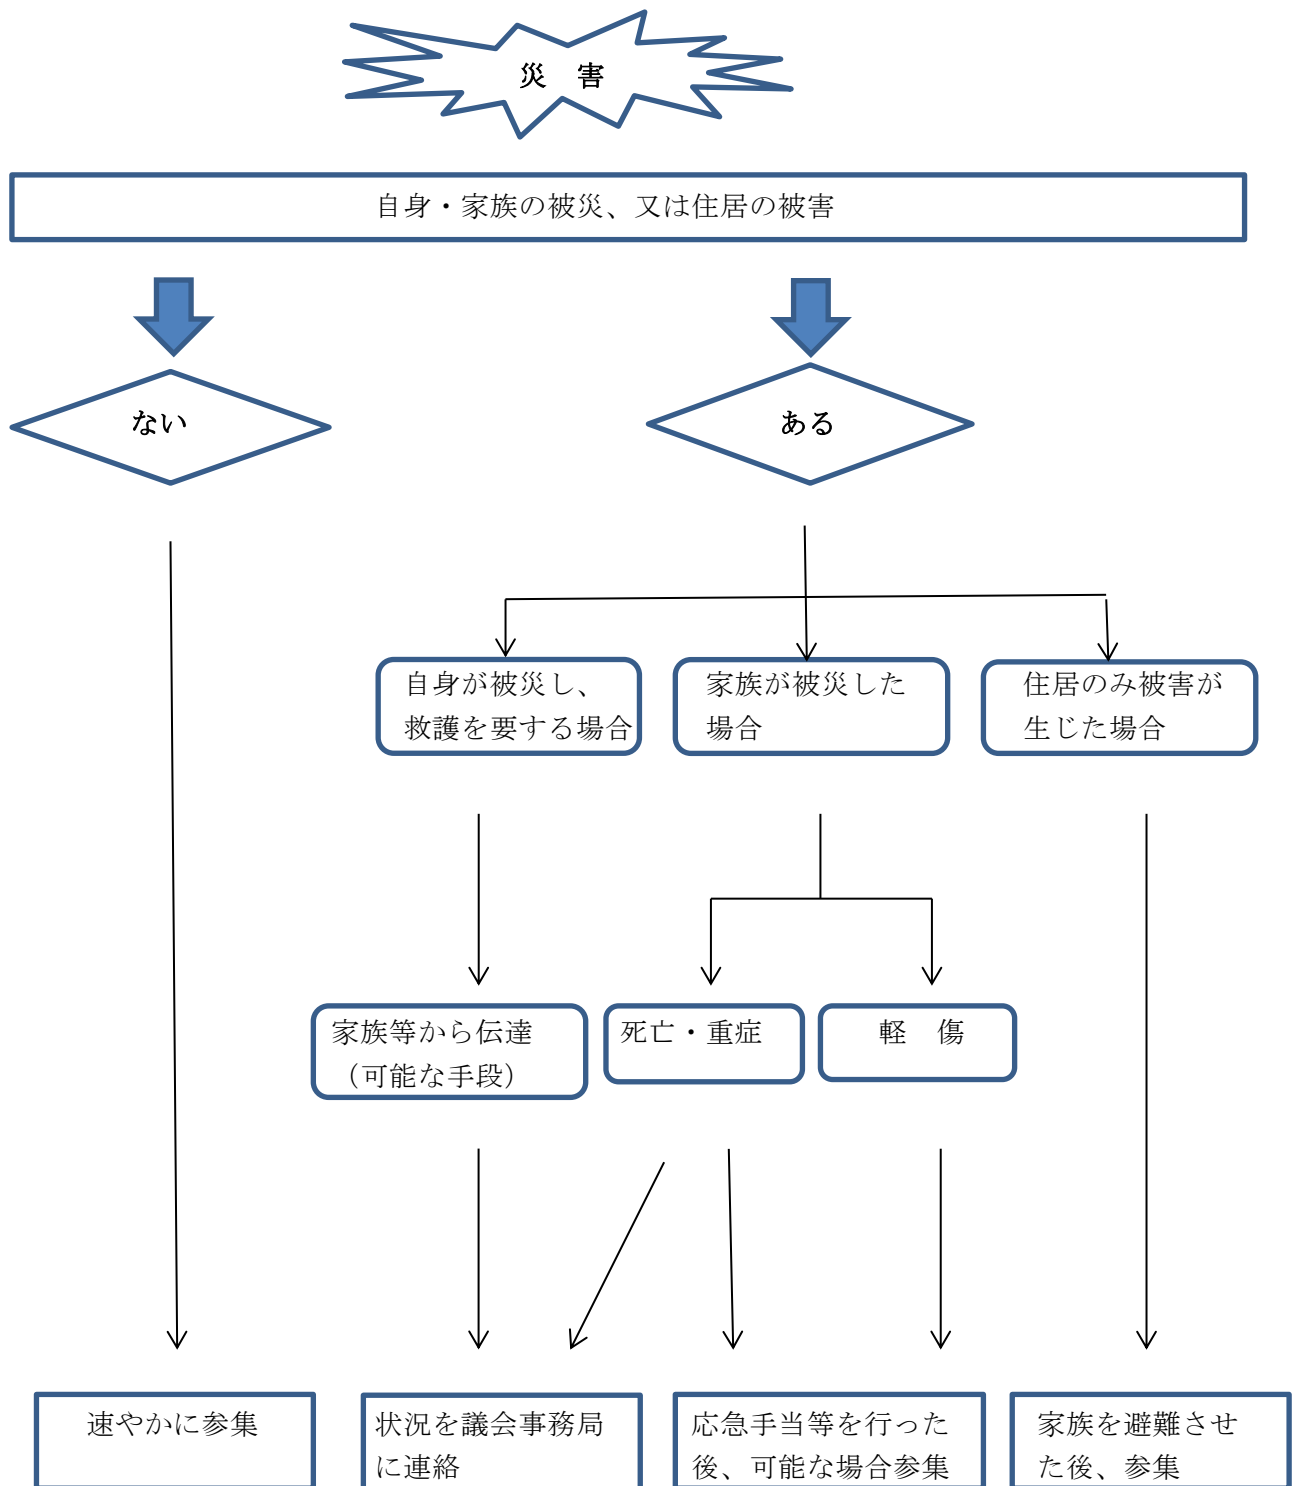 災　害
自身・家族の被災、又は住居の被害
ない
ある
自身が被災し、
救護を要する場合
家族が被災した
場合
住居のみ被害が
生じた場合
家族等から伝達
（可能な手段）
死亡・重症
軽　傷
速やかに参集
状況を議会事務局
に連絡
応急手当等を行った
後、可能な場合参集
家族を避難させ
た後、参集